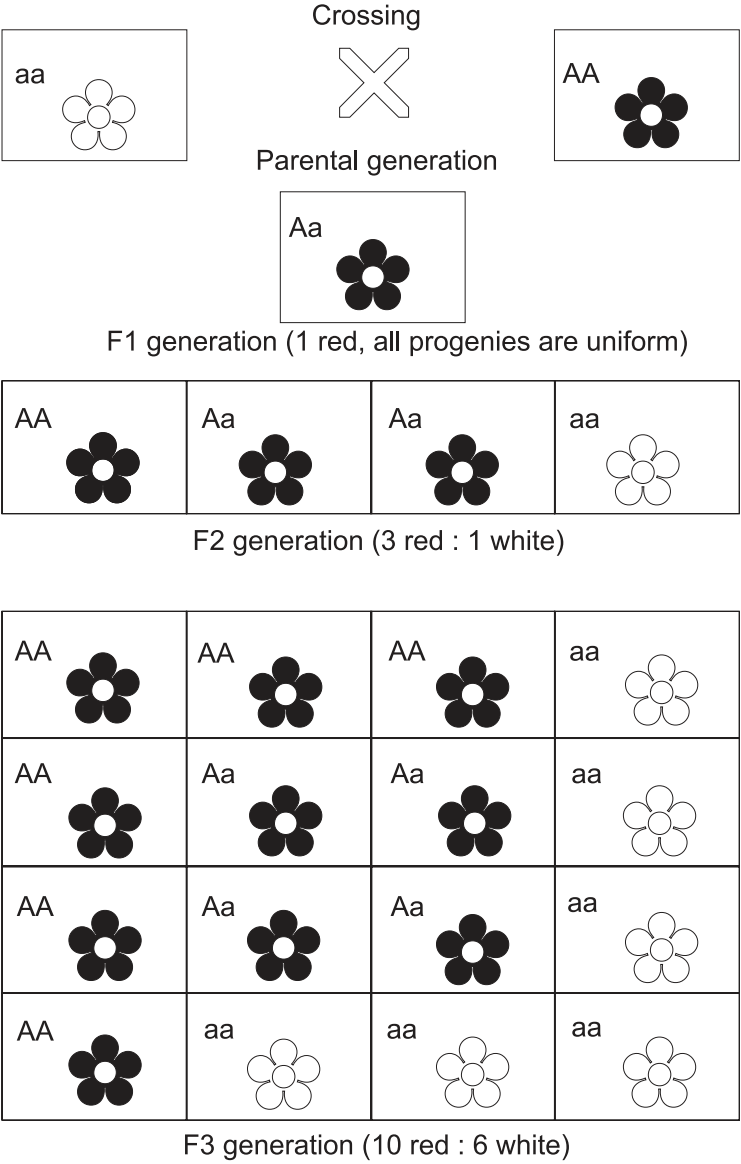 Crossing
aa
AA
Parental generation
Aa
F1 generation (1 red, all progenies are uniform)
AA Aa Aa aa
F2 generation (3 red : 1 white)
AA AA AA aa
AA Aa Aa aa
AA Aa Aa aa
AA aa aa aa
F3 generation (10 red : 6 white)